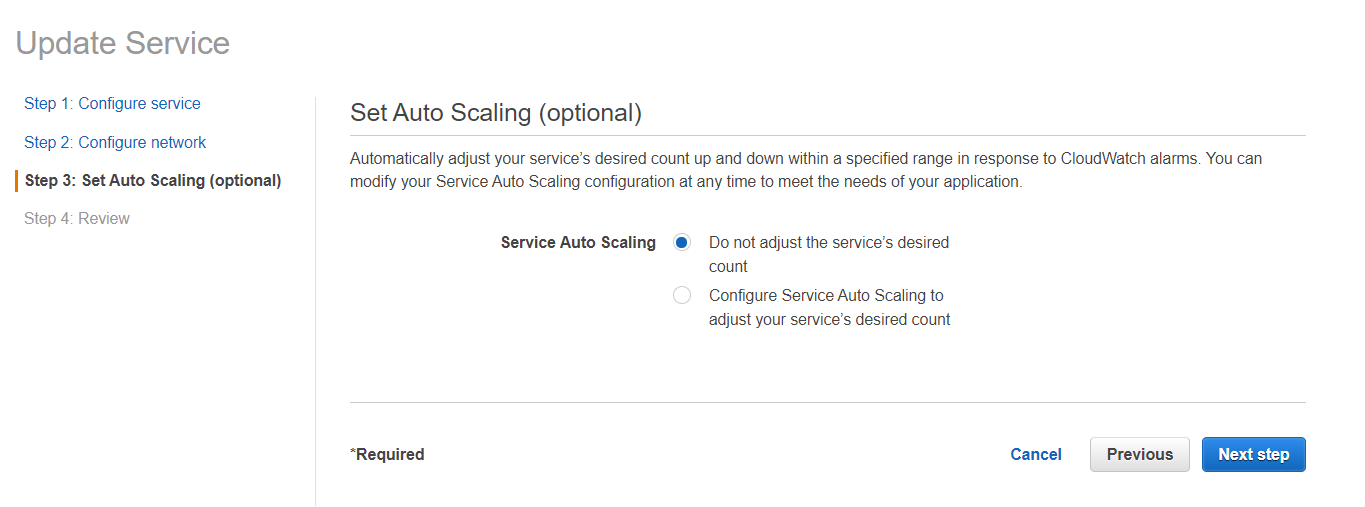 Update Service
Step 1: Configure service
Step 2: Configure network
Step 3: Set Auto Scaling (optional)
Step 4: Review
Set Auto Scaling (optional)
Automatically adjust your service’s desired count up and down within a specified range in response to CloudWatch alarms. You can
modify your Service Auto Scaling configuration at any time to meet the needs of your application.
Service Auto Scaling
Do not adjust the service’s desired
count
Configure Service Auto Scaling to
adjust your service’s desired count
*Required
Cancel
Previous
Next step